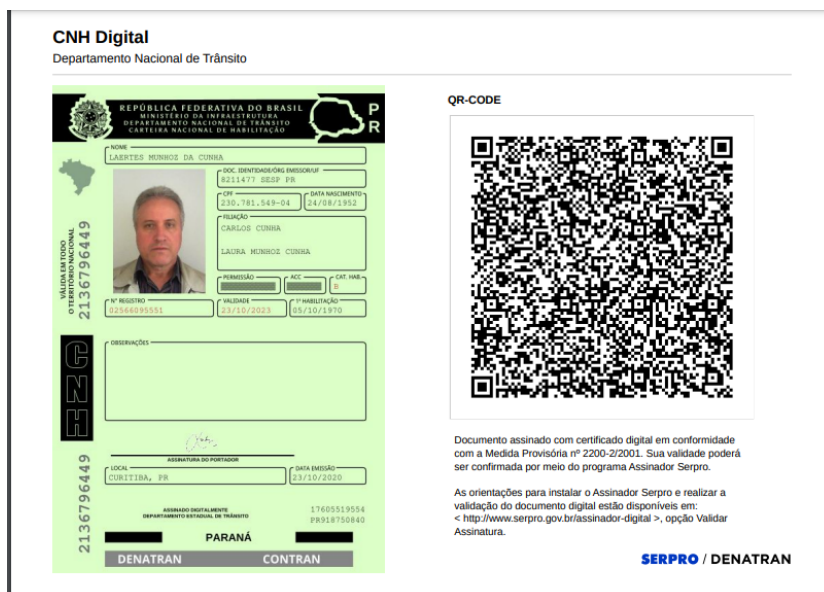 CNH Digital
Departamento Nacional de Trânsito
REPÚBLICA FEDERATIVA DO BRASIL
MINISTÉRIO DA INFRAESTRUTURA
DEPARTAMENTO NACIONAL DE TRÂNSITO
CARTEIRA NACIONAL DE HABILITAÇÃO
PR
NOME
LAERTES MUNHOZ DA CUNHA
DOC. IDENTIDADE/ÓRG EMISSOR/UF
8211477 SESP PR
CPF
230.781.549-04
DATA NASCIMENTO
24/08/1952
FILIAÇÃO
CARLOS CUNHA
LAURA MUNHOZ CUNHA
PERMISSÃO
ACC
CAT. HAB.
B
Nº REGISTRO
02566095551
VALIDADE
23/10/2023
1ª HABILITAÇÃO
05/10/1970
VÁLIDA EM TODO
O TERRITÓRIO NACIONAL
2136796449
OBSERVAÇÕES
CNH
ASSINATURA DO PORTADOR
LOCAL
CURITIBA, PR
DATA EMISSÃO
23/10/2020
2136796449
ASSINADO DIGITALMENTE
DEPARTAMENTO ESTADUAL DE TRÂNSITO
17605519554
PR918750840
PARANÁ
DENATRAN CONTRAN
QR-CODE
Documento assinado com certificado digital em conformidade
com a Medida Provisória nº 2200-2/2001. Sua validade poderá
ser confirmada por meio do programa Assinador Serpro.
As orientações para instalar o Assinador Serpro e realizar a
validação do documento digital estão disponíveis em:
< http://www.serpro.gov.br/assinador-digital >, opção Validar
Assinatura.
SERPRO / DENATRAN